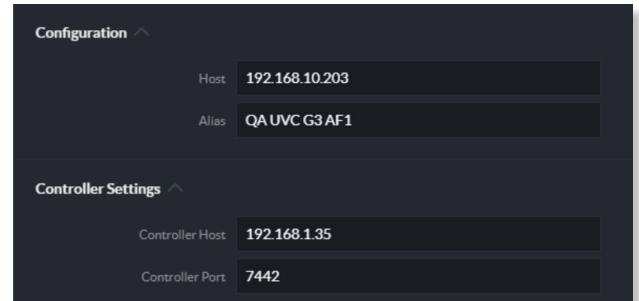 Configuration
Host 192.168.10.203
Alias QA UVC G3 AF1
Controller Settings
Controller Host 192.168.1.35
Controller Port 7442